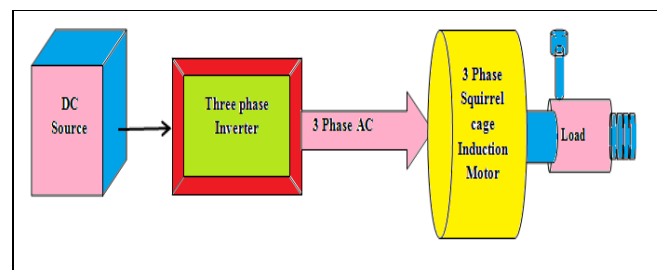 DC
Source
Three phase
Inverter
3 Phase AC
3 Phase
Squirrel
cage
Induction
Motor
Load